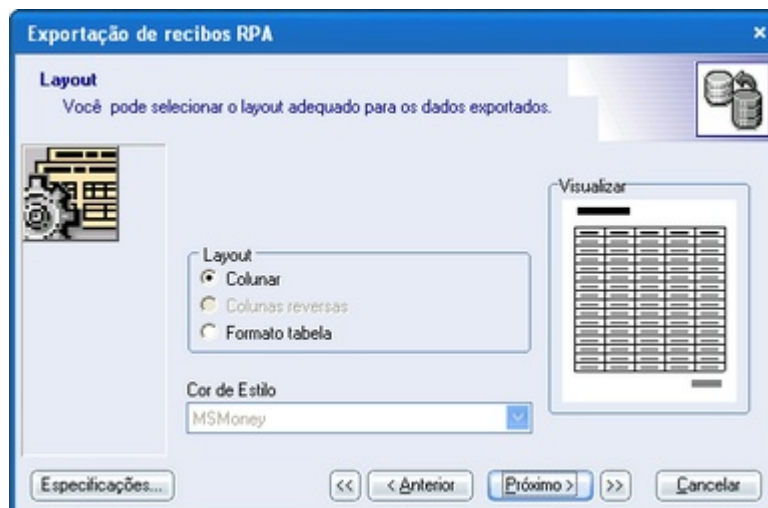 Exportação de recibos RPA
Layout
Você pode selecionar o layout adequado para os dados exportados.
Visualizar
Layout
Colunar
Colunas reversas
Formato tabela
Cor de Estilo
MSMoney
Especificações... << < Anterior Próximo > >> Cancelar